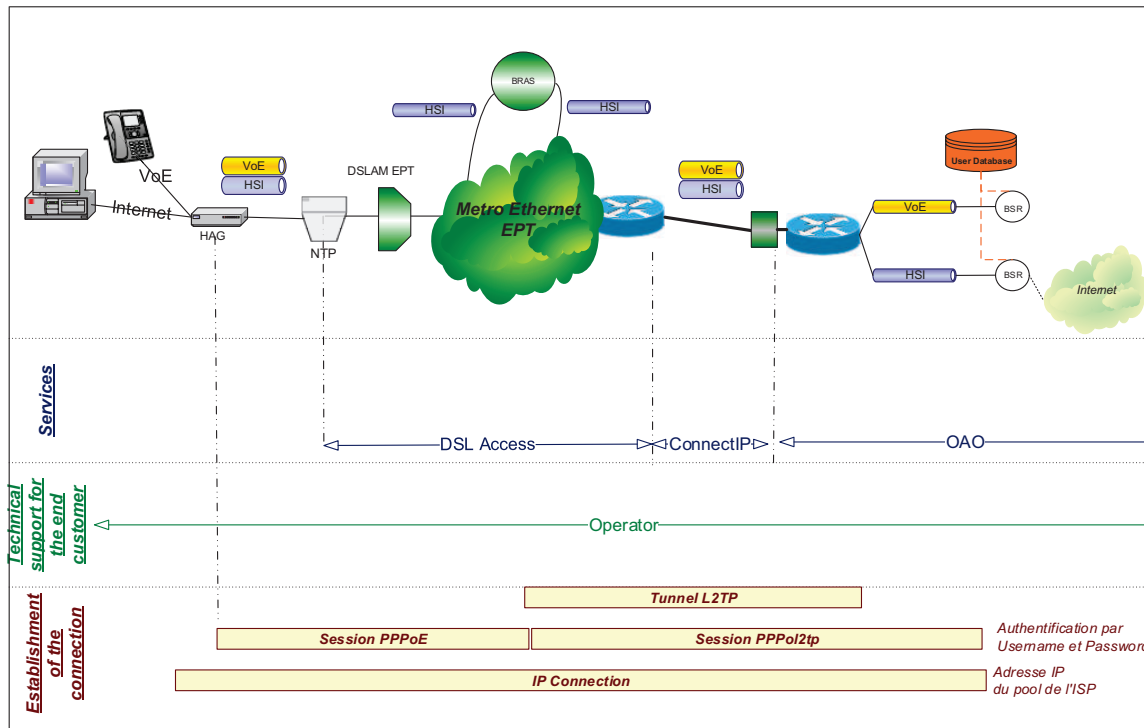 BRAS
HSI
HSI
VoE
HSI
VoE
Internet
HAG
NTP
DSLAM EPT
Metro Ethernet
EPT
VoE
HSI
User Database
VoE
BSR
HSI
BSR
Internet
Services
DSL Access
ConnectIP
OAO
Technical
support for
the end
customer
Operator
Establishment
of the
connection
Tunnel L2TP
Session PPPoE
Session PPPol2tp
Authentification par
Username et Password
IP Connection
Adresse IP
du pool de l'ISP